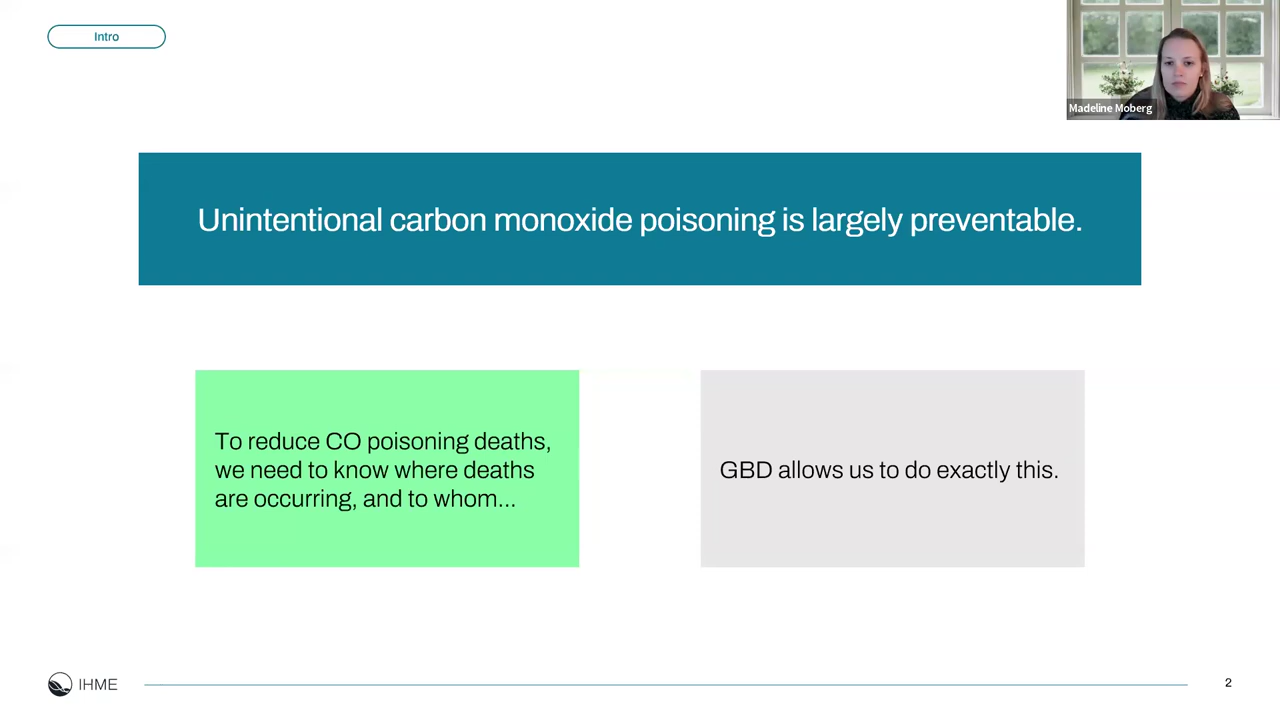 Intro
Madeline Moberg
Unintentional carbon monoxide poisoning is largely preventable.
To reduce CO poisoning deaths,
we need to know where deaths
are occurring, and to whom...
GBD allows us to do exactly this.
IHME
2